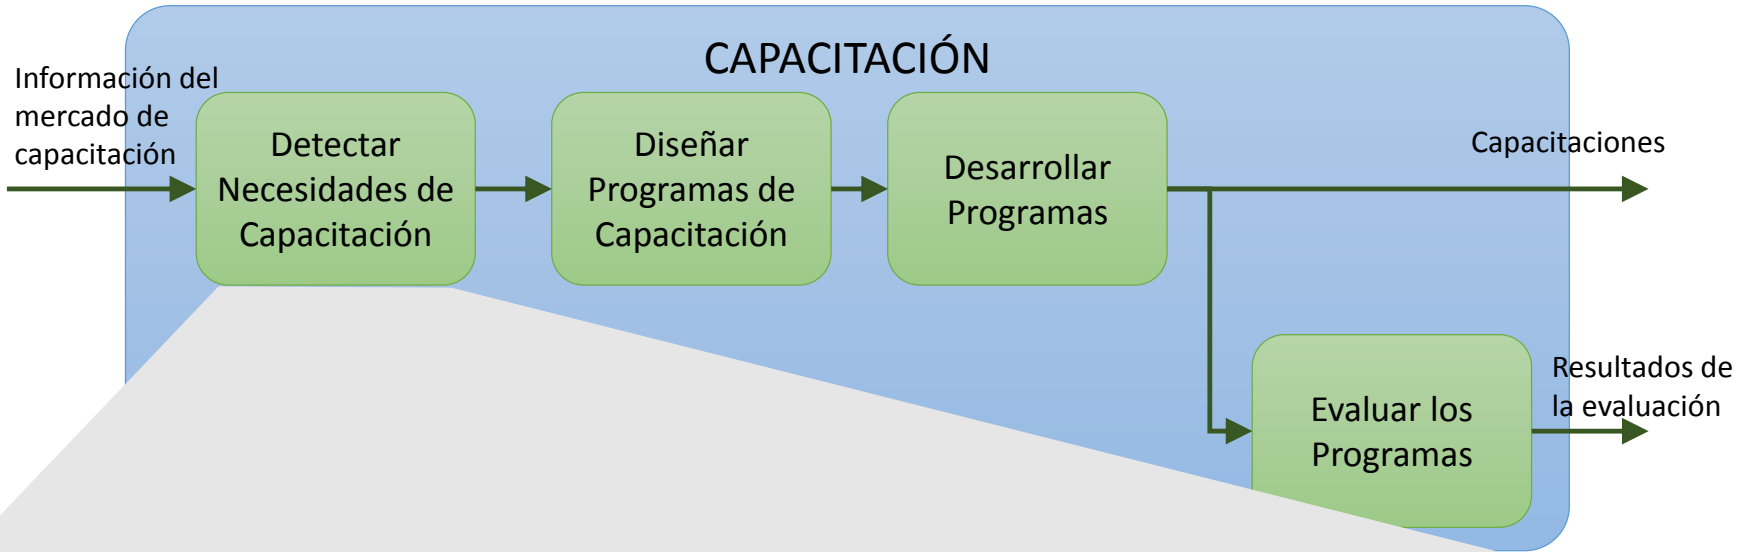 CAPACITACIÓN
Información del
mercado de
capacitación
Detectar
Necesidades de
Capacitación
Diseñar
Programas de
Capacitación
Desarrollar
Programas
Capacitaciones
Evaluar los
Programas
Resultados de
la evaluación